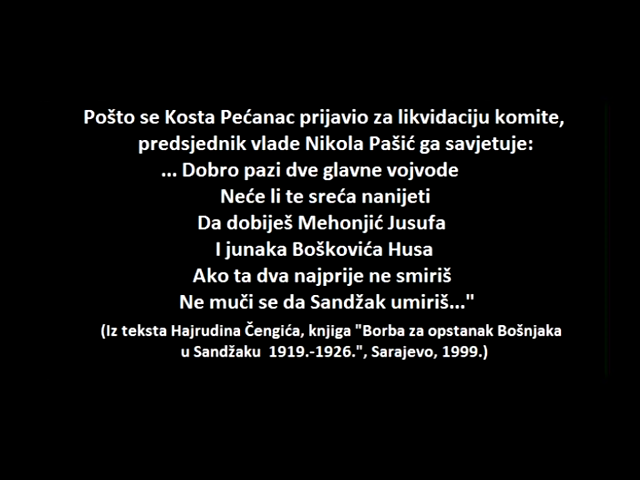 Pošto se Kosta Pećanac prijavio za likvidaciju komite,
predsjednik vlade Nikola Pašić ga savjetuje:
... Dobro pazi dve glavne vojvode
Neće li te sreća nanijeti
Da dobiješ Mehonjić Jusufa
I junaka Boškovića Husa
Ako ta dva najprije ne smiriš
Ne muči se da Sandžak umiriš..."
(Iz teksta Hajrudina Čengića, knjiga "Borba za opstanak Bošnjaka
u Sandžaku 1919.-1926.", Sarajevo, 1999.)